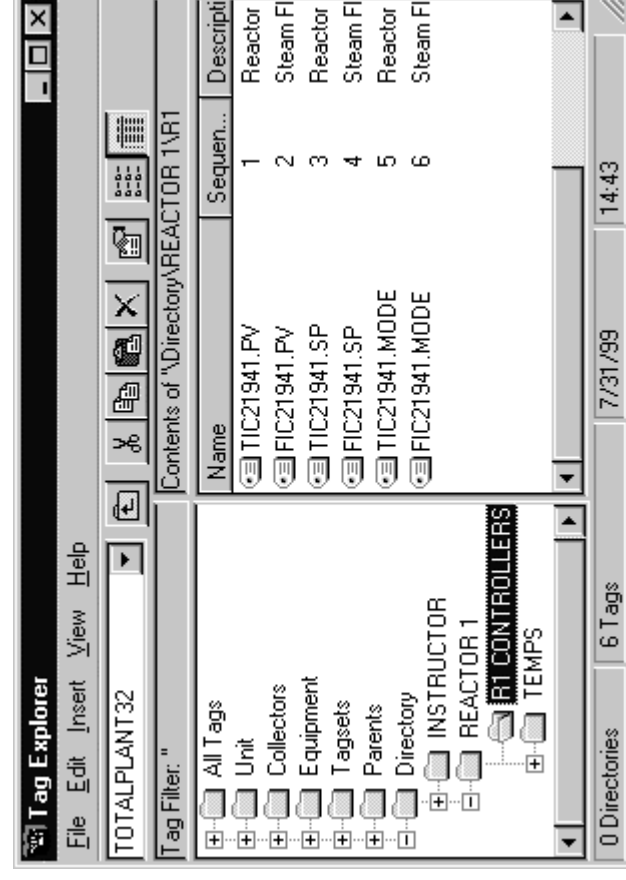 Tag Explorer
File Edit Insert View Help
TOTALPLANT32
Tag Filter: "
Contents of "\Directory\REACTOR 1\R1
All Tags
Unit
Collectors
Equipment
Tagsets
Parents
Directory
INSTRUCTOR
REACTOR 1
R1 CONTROLLERS
TEMPS
Name Sequen... Descripti
TIC21941.PV 1 Reactor
FIC21941.PV 2 Steam Fl
TIC21941.SP 3 Reactor
FIC21941.SP 4 Steam Fl
TIC21941.MODE 5 Reactor
FIC21941.MODE 6 Steam Fl
0 Directories 6 Tags 7/31/99 14:43